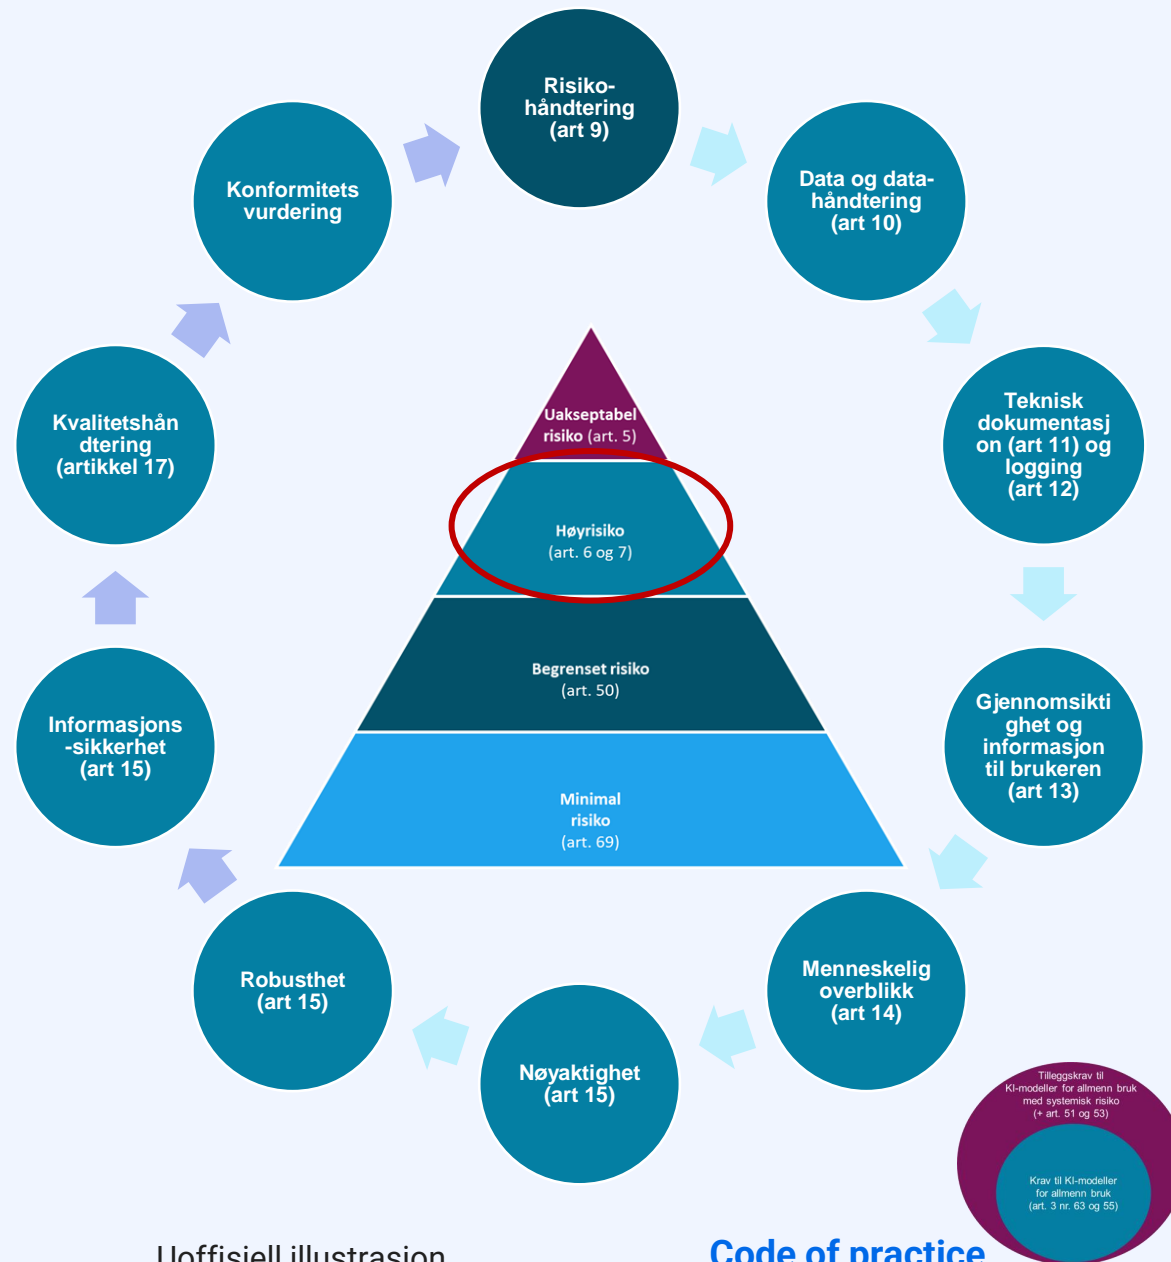 Risiko-
håndtering
(art 9)
Data og data-
håndtering
(art 10)
Teknisk
dokumentasj
on (art 11) og
logging
(art 12)
Gjennomsikti
ghet og
informasjon
til brukeren
(art 13)
Menneskelig
overblikk
(art 14)
Nøyaktighet
(art 15)
Robusthet
(art 15)
Informasjons
-sikkerhet
(art 15)
Kvalitetshån
dtering
(artikkel 17)
Konformitets
vurdering
Uakseptabel
risiko (art. 5)
Høyrisiko
(art. 6 og 7)
Begrenset risiko
(art. 50)
Minimal
risiko
(art. 69)
Tilleggskrav til
KI-modeller for allmenn bruk
med systemisk risiko
(+ art. 51 og 53)
Krav til KI-modeller
for allmenn bruk
(art. 3 nr. 63 og 55)
Uoffisiell illustrasjon
Code of practice